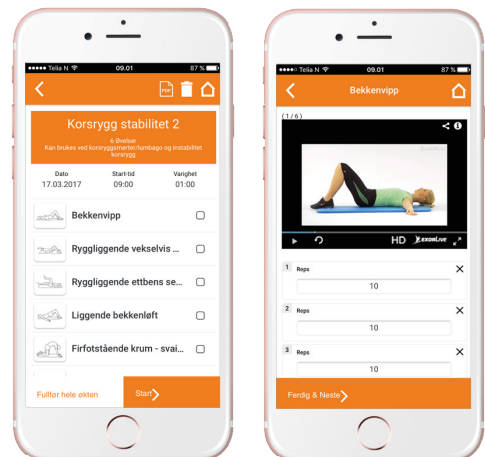 Telia N 09.01 87 %
PDF
Korsrygg stabilitet 2
6 Øvelser
Kan brukes ved korsryggsmerter/lumbago og instabilitet
korsrygg
Dato Start-tid Varighet
17.03.2017 09:00 01:00
Bekkenvipp
Ryggliggende vekselvis ...
Ryggliggende ettbens se...
Liggende bekkenløft
Firfotstående krum - svai...
Fullfør hele økten Start
Telia N 09.01 87 %
Bekkenvipp
(1/6)
EXORLIVE
HD EXORLIVE
1 Reps
10
2 Reps
10
3 Reps
10
Ferdig & Neste